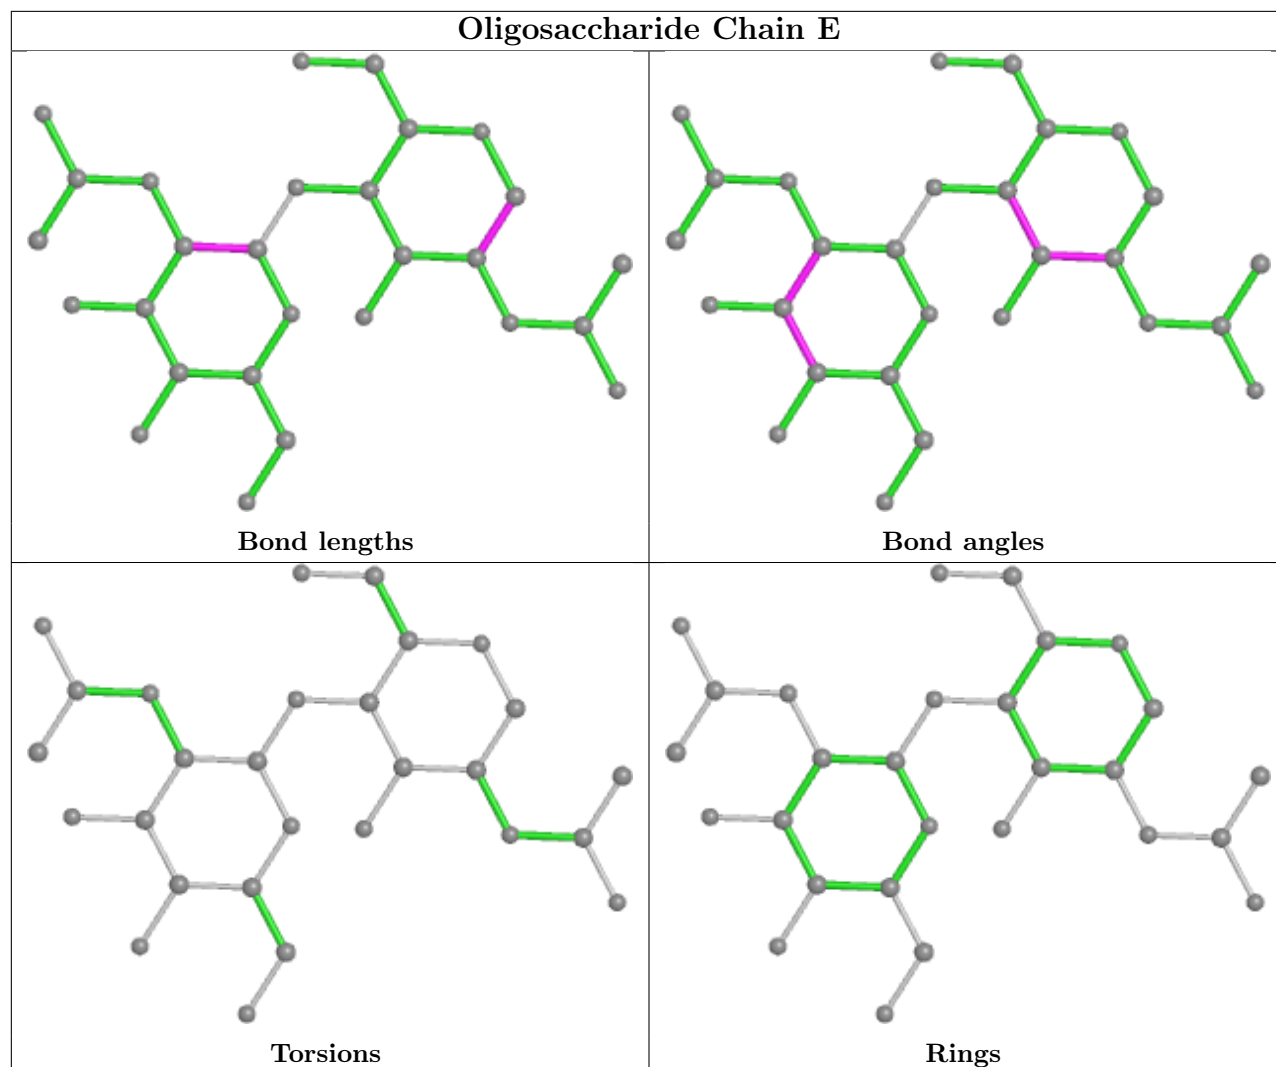 Oligosaccharide Chain E
Bond lengths
Bond angles
Torsions
Rings